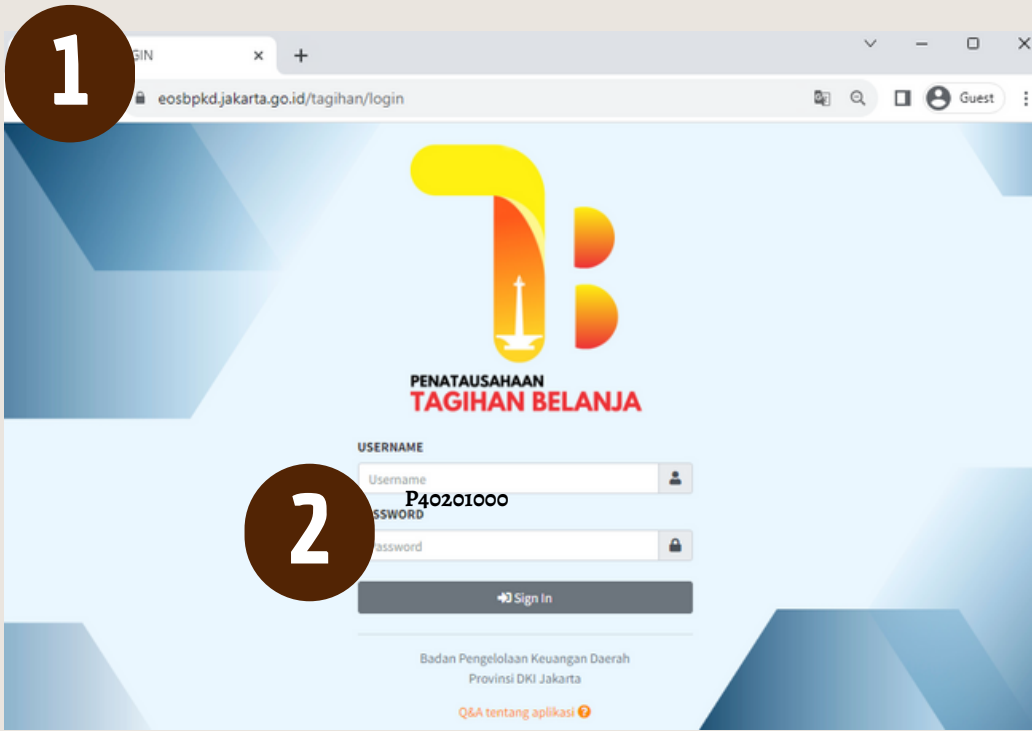 1
GIN
eosbpkd.jakarta.go.id/tagihan/login
Guest
PENATAUSAHAAN
TAGIHAN BELANJA
USERNAME
Username
P40201000
2
SSWORD
assword
Sign In
Badan Pengelolaan Keuangan Daerah
Provinsi DKI Jakarta
Q&A tentang aplikasi ?